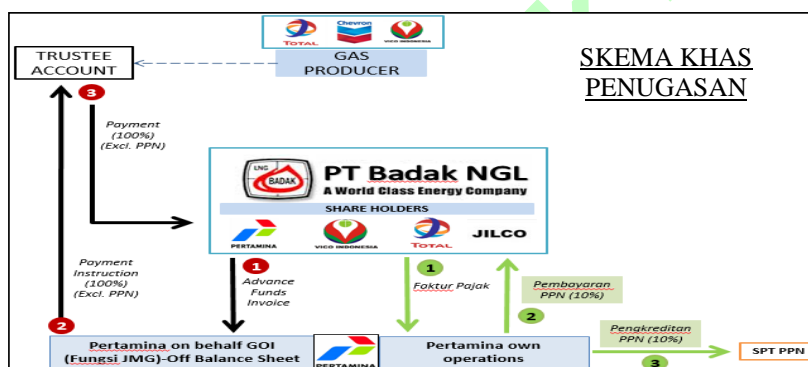 TOTAL
Chevron
VICO INDONESIA
TRUSTEE
ACCOUNT
GAS
PRODUCER
SKEMA KHAS
PENUGASAN
3
Payment
(100%)
(Excl. PPN)
LNG
BADAK
PT Badak NGL
A World Class Energy Company
SHARE HOLDERS
PERTAMINA
VICO INDONESIA
TOTAL
JILCO
Payment
Instruction
(100%)
(Excl. PPN)
1
Advance
Funds
Invoice
1
Faktur Pajak
Pembayaran
PPN (10%)
2
2
Pertamina on behalf GOI
(Fungsi JMG)-Off Balance Sheet
PERTAMINA
Pertamina own
operations
Pengkreditan
PPN (10%)
3
SPT PPN